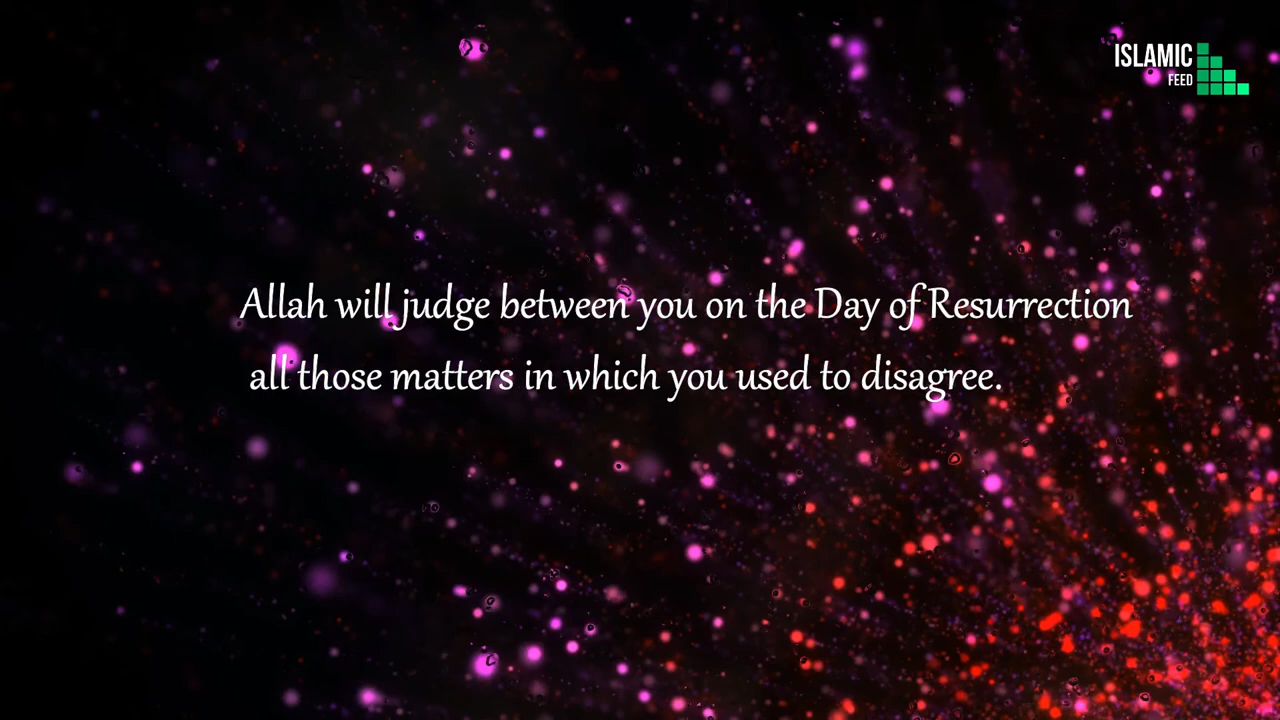 ISLAMIC
FEED
Allah will judge between you on the Day of Resurrection
all those matters in which you used to disagree.